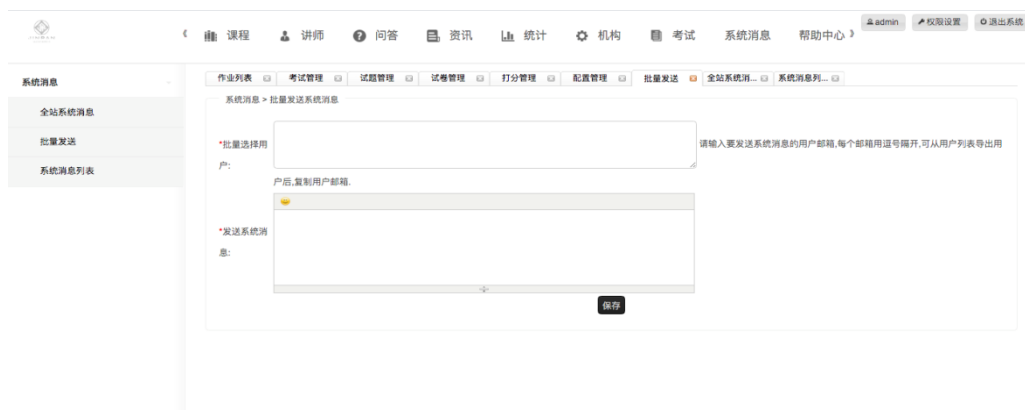 admin
权限设置
退出系统
课程
讲师
问答
资讯
统计
机构
考试
系统消息
帮助中心
系统消息
全站系统消息
批量发送
系统消息列表
作业列表
考试管理
试题管理
试卷管理
打分管理
配置管理
批量发送
全站系统消...
系统消息列...
系统消息 > 批量发送系统消息
*批量选择用
户:
请输入要发送系统消息的用户邮箱,每个邮箱用逗号隔开,可从用户列表导出用
户后,复制用户邮箱.
*发送系统消
息:
保存